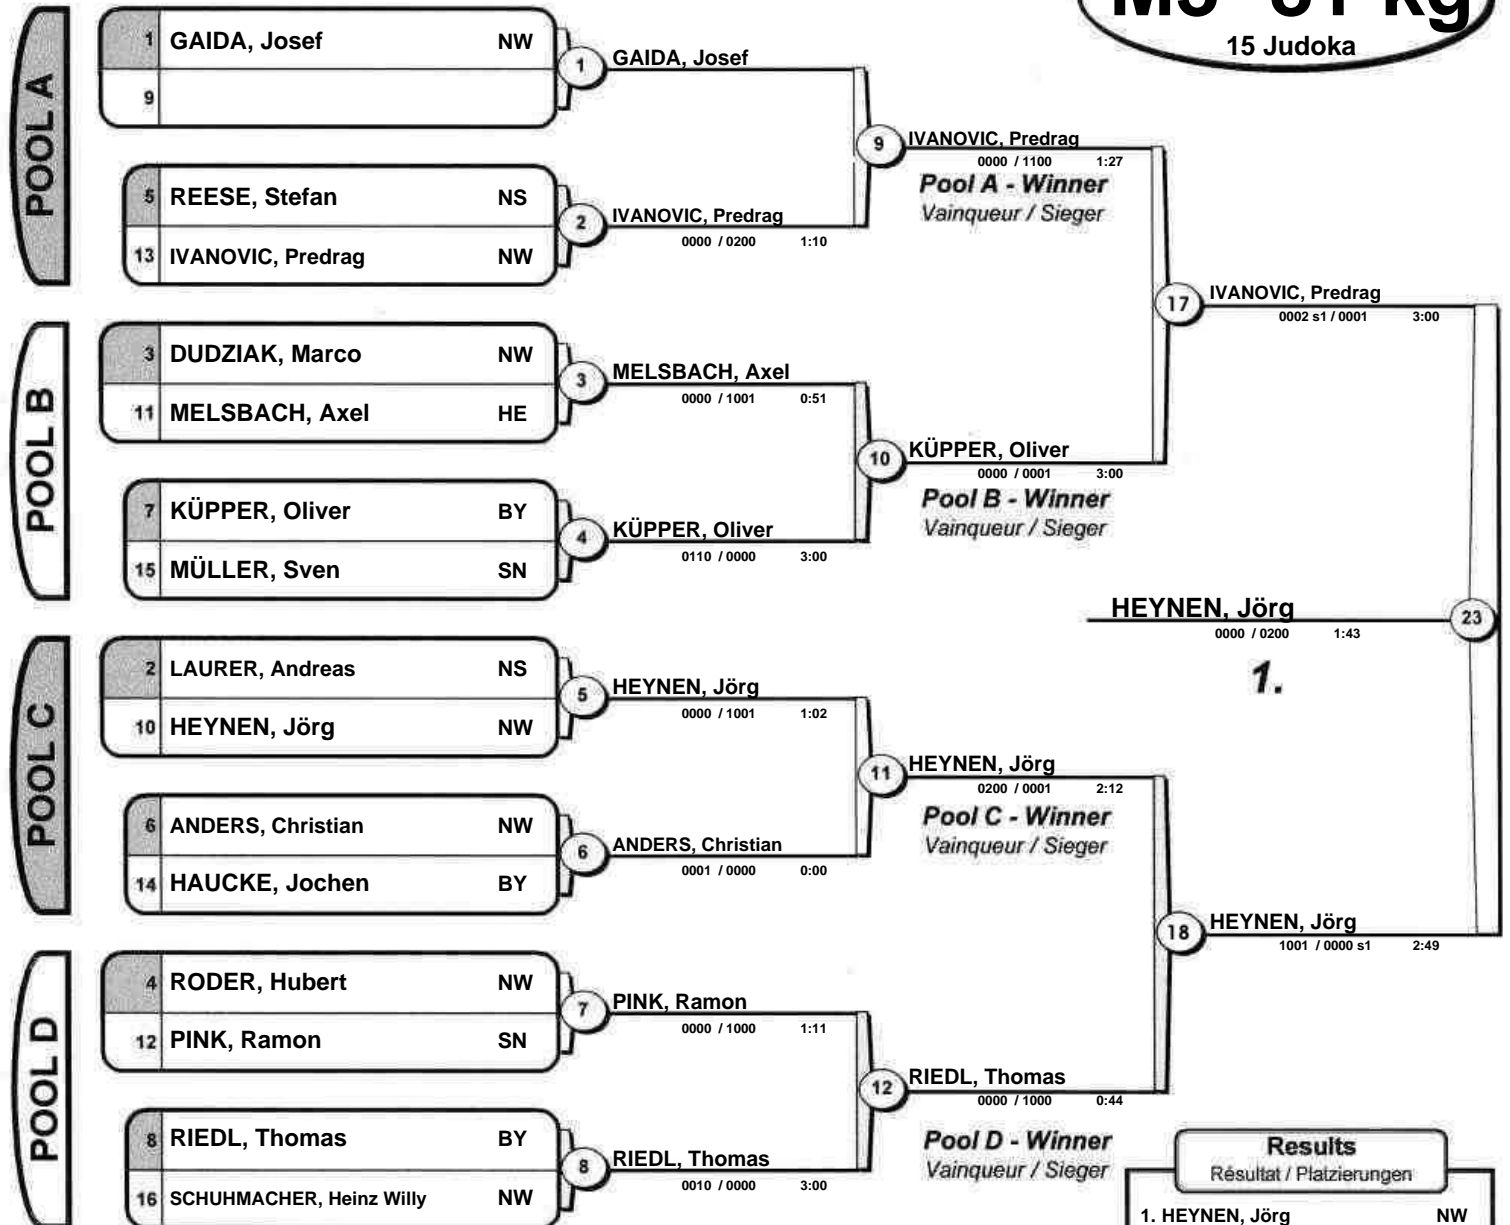 M5 -81 kg
15 Judoka
POOL A
1 GAIDA, Josef NW
9
5 REESE, Stefan NS
13 IVANOVIC, Predrag NW
1 GAIDA, Josef
2 IVANOVIC, Predrag
0000 / 0200 1:10
9 IVANOVIC, Predrag
0000 / 1100 1:27
Pool A - Winner
Vainqueur / Sieger
POOL B
3 DUDZIAK, Marco NW
11 MELSBACH, Axel HE
7 KÜPPER, Oliver BY
15 MÜLLER, Sven SN
3 MELSBACH, Axel
0000 / 1001 0:51
4 KÜPPER, Oliver
0110 / 0000 3:00
10 KÜPPER, Oliver
0000 / 0001 3:00
Pool B - Winner
Vainqueur / Sieger
17 IVANOVIC, Predrag
0002 s1 / 0001 3:00
POOL C
2 LAURER, Andreas NS
10 HEYNEN, Jörg NW
6 ANDERS, Christian NW
14 HAUCKE, Jochen BY
5 HEYNEN, Jörg
0000 / 1001 1:02
6 ANDERS, Christian
0001 / 0000 0:00
11 HEYNEN, Jörg
0200 / 0001 2:12
Pool C - Winner
Vainqueur / Sieger
POOL D
4 RODER, Hubert NW
12 PINK, Ramon SN
8 RIEDL, Thomas BY
16 SCHUHMACHER, Heinz Willy NW
7 PINK, Ramon
0000 / 1000 1:11
8 RIEDL, Thomas
0010 / 0000 3:00
12 RIEDL, Thomas
0000 / 1000 0:44
Pool D - Winner
Vainqueur / Sieger
18 HEYNEN, Jörg
1001 / 0000 s1 2:49
HEYNEN, Jörg 23
0000 / 0200 1:43
1.
Results
Résultat / Platzierungen
1. HEYNEN, Jörg NW